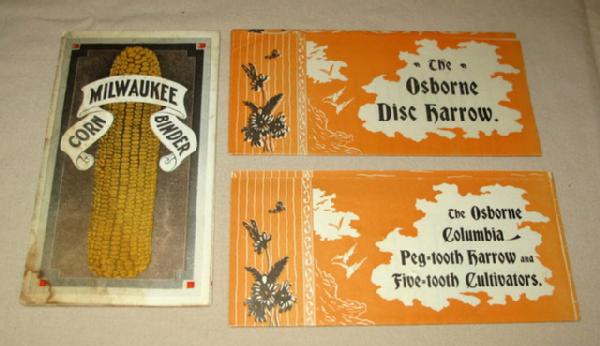 MILWAUKEE
CORN BINDER
The
Osborne
Disc Harrow.
The Osborne
Columbia
Peg-tooth Harrow and
Five-tooth Cultivators.